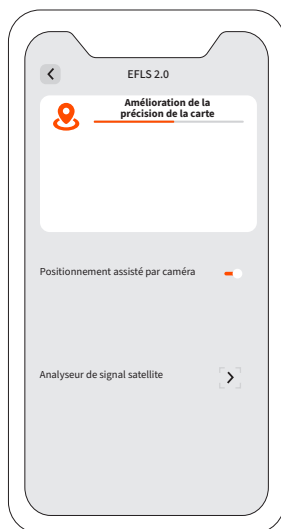 EFLS 2.0
Amélioration de la
précision de la carte
Positionnement assisté par caméra
Analyseur de signal satellite